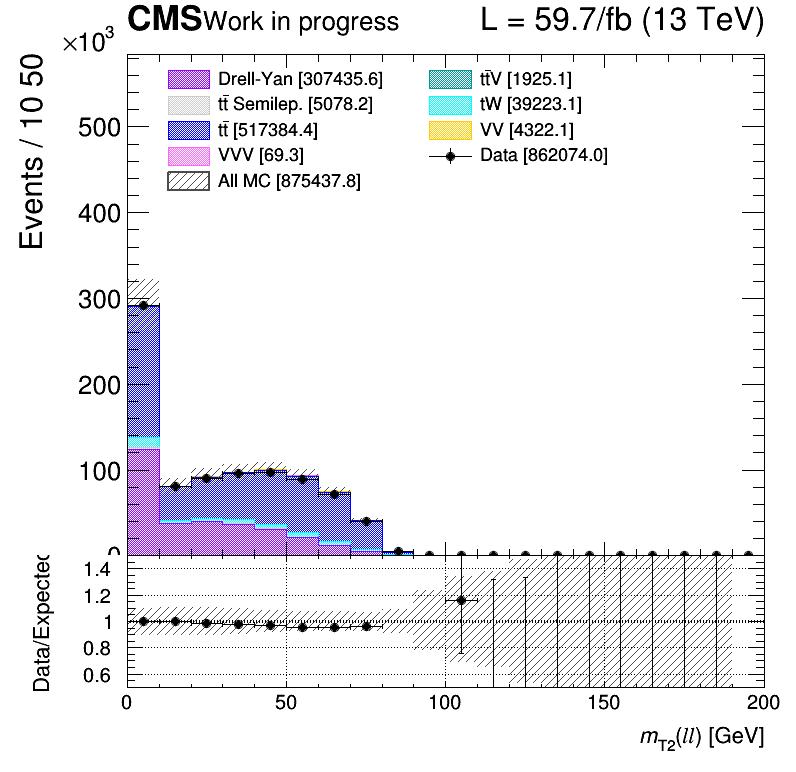 CMS Work in progress L = 59.7/fb (13 TeV)
×10³
Events / 10 50
Drell-Yan [307435.6]
tt̄ Semilep. [5078.2]
tt̄ [517384.4]
VVV [69.3]
All MC [875437.8]
tt̄V [1925.1]
tW [39223.1]
VV [4322.1]
Data [862074.0]
500
400
300
200
100
0
Data/Expected
1.4
1.2
1
0.8
0.6
0 50 100 150 200
m_T2(ll) [GeV]